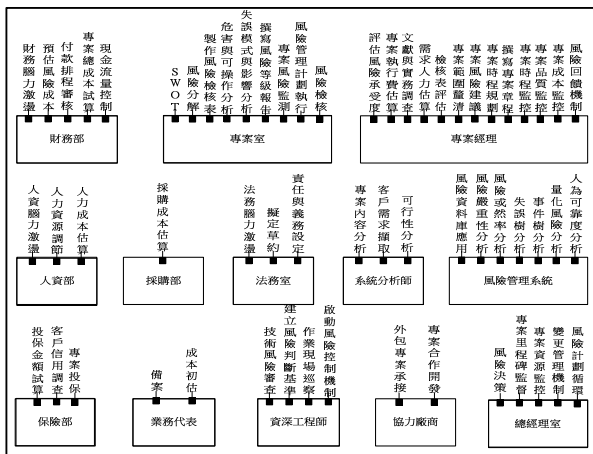 財務腦力激盪
預估風險成本
付款排程審核
專案總成本試算
現金流量控制
財務部
SWOT
風險分解
製作風險檢核表
危害與可操作分析
失誤模式與影響分析
撰寫風險等級報告
專案風險監測
風險管理計劃執行
風險檢核
專案室
評估風險承受度
專案執行費估算
文獻與實務調查
需求人力估算
檢核表評估
專案範圍釐清
專案風險建議
專案時程規劃
撰寫專案章程
專案時程監控
專案品質監控
專案成本監控
風險回饋機制
專案經理
人資腦力激盪
人力資源調節
人力成本估算
人資部
採購成本估算
採購部
法務腦力激盪
擬定草約
責任與義務設定
法務室
專案內容分析
客戶需求擷取
可行性分析
系統分析師
風險資料庫應用
風險嚴重性分析
風險或然率分析
失誤樹分析
事件樹分析
量化風險分析
人為可靠度分析
風險管理系統
投保金額試算
客戶信用調查
專案投保
保險部
備案
成本初估
業務代表
技術風險審查
建立風險判斷基準
作業現場巡察
啟動風險控制機制
資深工程師
外包專案承接
專案合作開發
協力廠商
風險決策
專案里程碑監督
專案資源監控
變更管理機制
風險計劃循環
總經理室